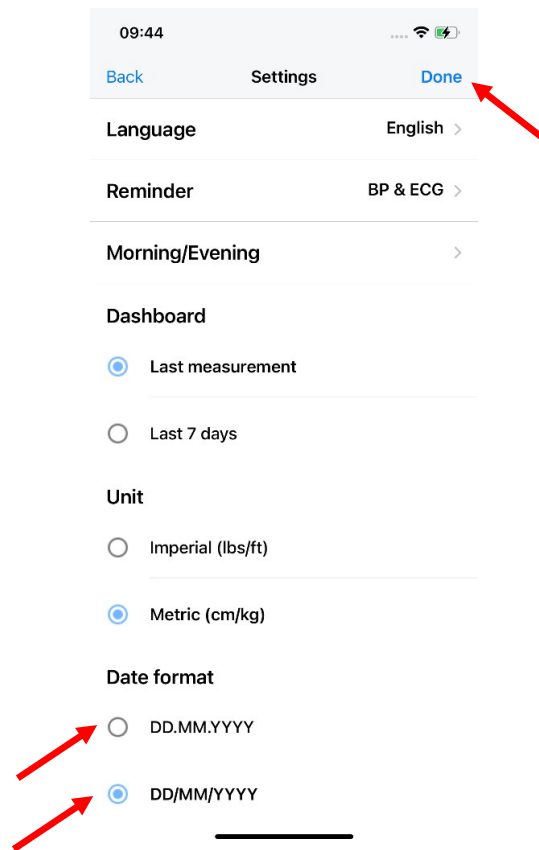 09:44
Back Settings Done
Language English
Reminder BP & ECG
Morning/Evening
Dashboard
Last measurement
Last 7 days
Unit
Imperial (lbs/ft)
Metric (cm/kg)
Date format
DD.MM.YYYY
DD/MM/YYYY